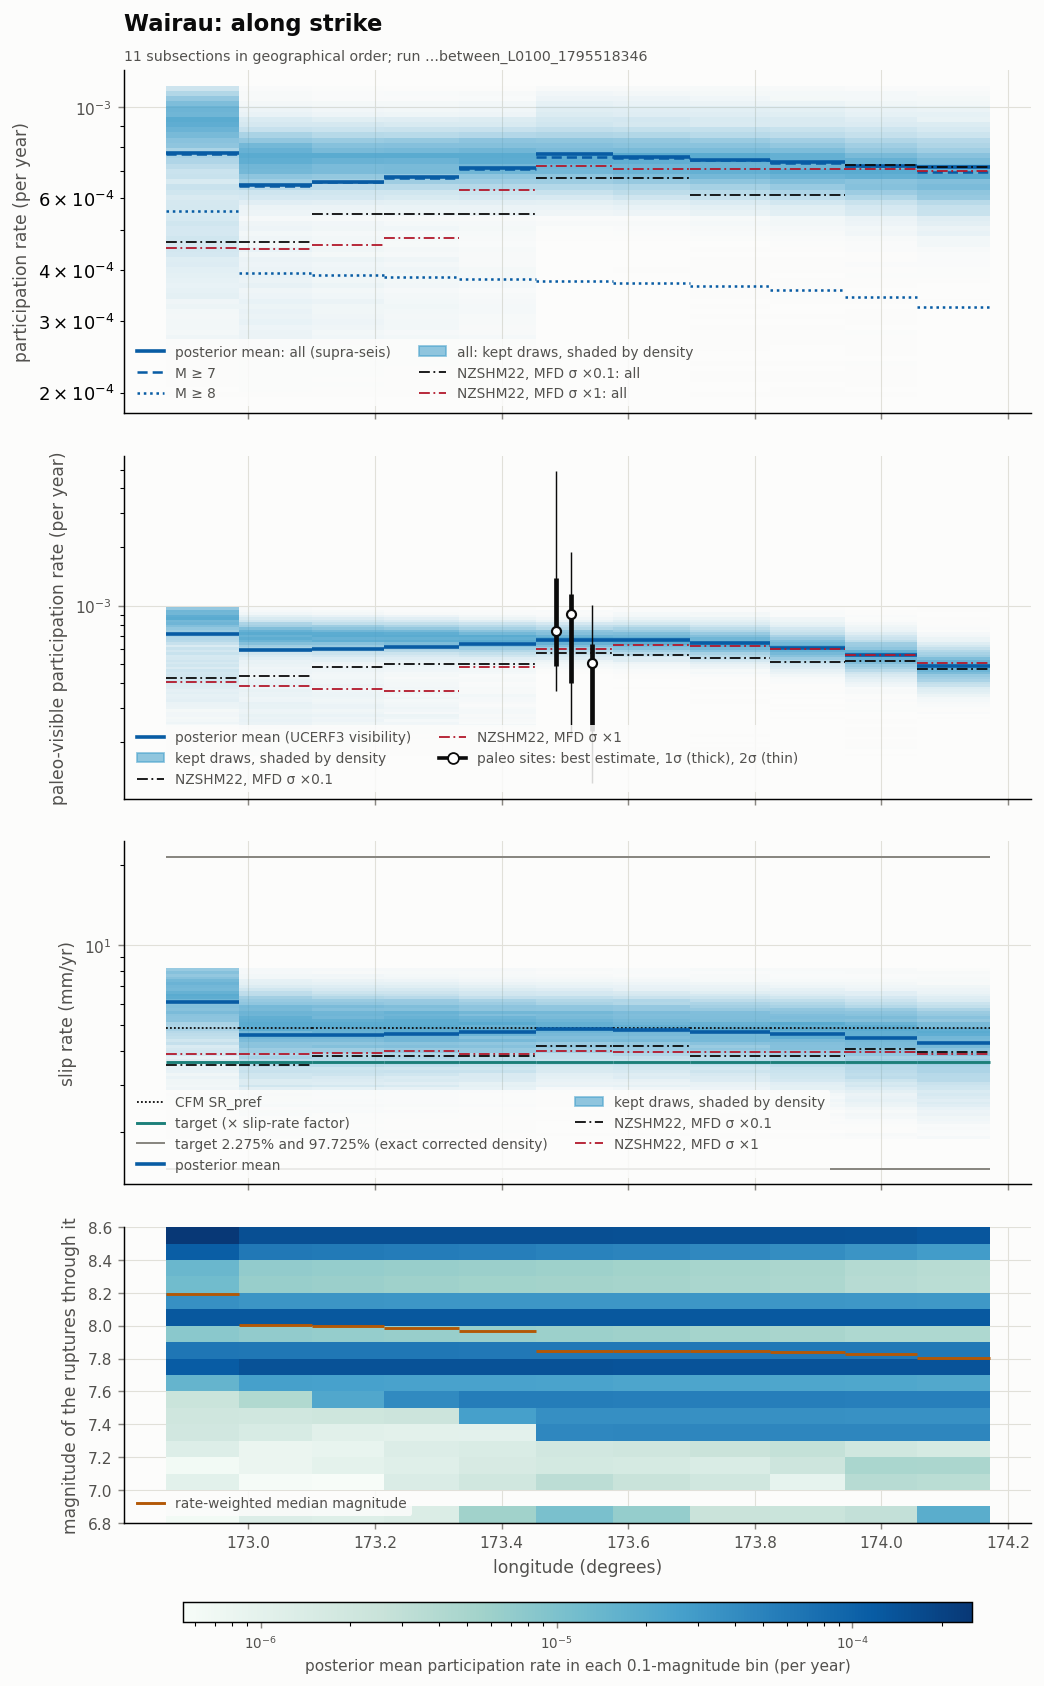 Wairau: along strike
11 subsections in geographical order; run ...between_L0100_1795518346
participation rate (per year)
10⁻³
6 × 10⁻⁴
4 × 10⁻⁴
3 × 10⁻⁴
2 × 10⁻⁴
posterior mean: all (supra-seis)
M ≥ 7
M ≥ 8
all: kept draws, shaded by density
NZSHM22, MFD σ ×0.1: all
NZSHM22, MFD σ ×1: all
paleo-visible participation rate (per year)
10⁻³
posterior mean (UCERF3 visibility)
kept draws, shaded by density
NZSHM22, MFD σ ×0.1
NZSHM22, MFD σ ×1
paleo sites: best estimate, 1σ (thick), 2σ (thin)
slip rate (mm/yr)
10¹
CFM SR_pref
target (× slip-rate factor)
target 2.275% and 97.725% (exact corrected density)
posterior mean
kept draws, shaded by density
NZSHM22, MFD σ ×0.1
NZSHM22, MFD σ ×1
magnitude of the ruptures through it
8.6
8.4
8.2
8.0
7.8
7.6
7.4
7.2
7.0
6.8
rate-weighted median magnitude
173.0 173.2 173.4 173.6 173.8 174.0 174.2
longitude (degrees)
10⁻⁶ 10⁻⁵ 10⁻⁴
posterior mean participation rate in each 0.1-magnitude bin (per year)